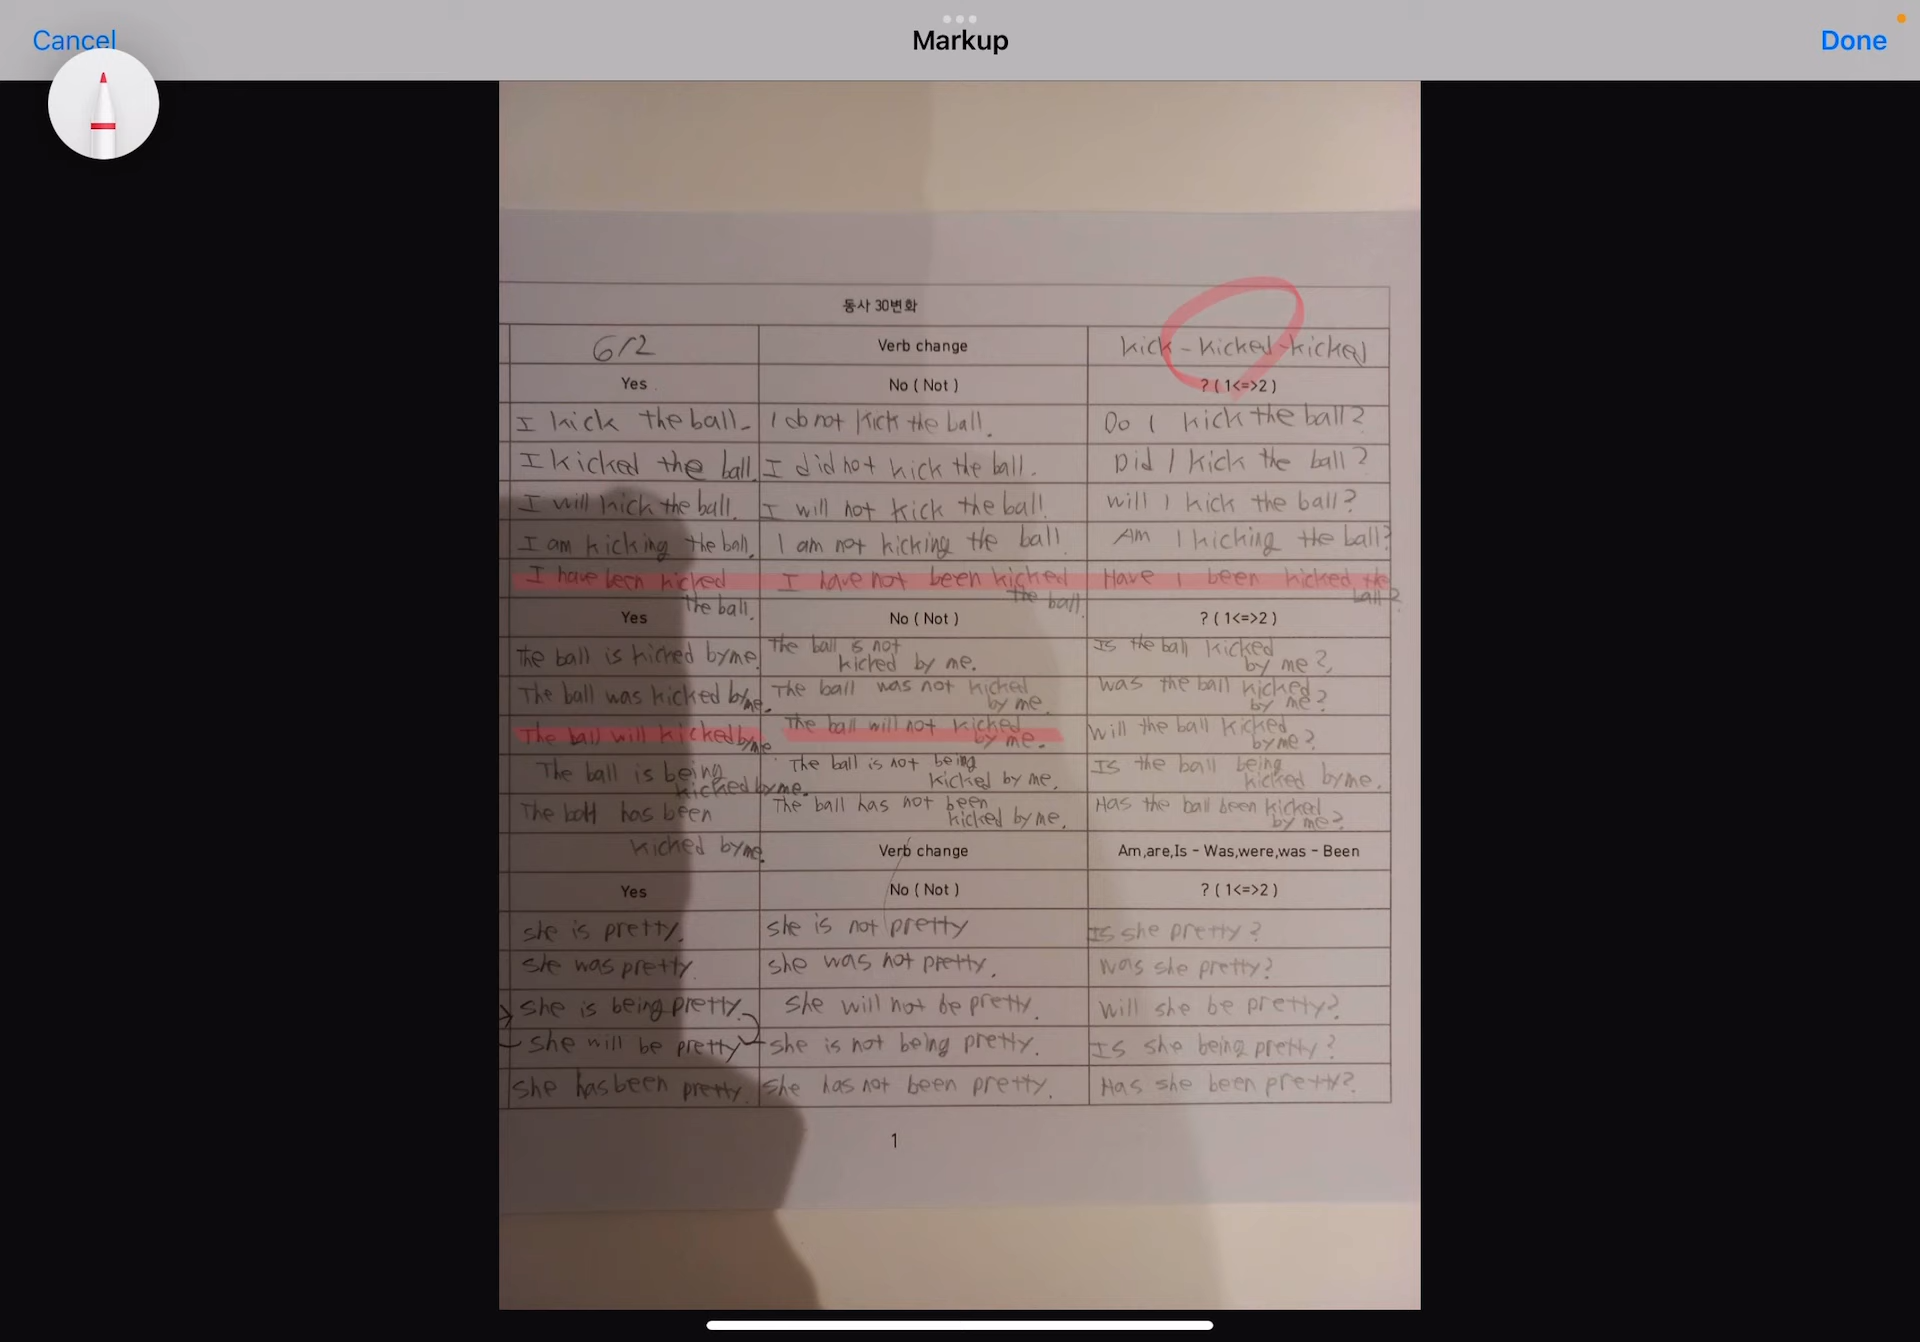 Cancel
Markup
Done
동사 30변화
6/2
Verb change
kick - kicked - kicked
Yes
No ( Not )
? ( 1<=>2 )
I kick the ball.
I do not kick the ball.
Do I kick the ball?
I kicked the ball.
I did not kick the ball.
Did I kick the ball?
I will kick the ball.
I will not kick the ball.
Will I kick the ball?
I am kicking the ball.
I am not kicking the ball.
Am I kicking the ball?
I have been kicked
the ball.
I have not been kicked
the ball
Have I been kicked the
ball?
Yes
No ( Not )
? ( 1<=>2 )
The ball is kicked by me.
The ball is not
kicked by me.
Is the ball kicked
by me?
The ball was kicked by me.
The ball was not kicked
by me.
Was the ball kicked
by me?
The ball will kicked by me
The ball will not kicked
by me.
Will the ball kicked
by me?
The ball is being
kicked by me.
The ball is not being
kicked by me.
Is the ball being
kicked by me.
The ball has been
kicked by me.
The ball has not been
kicked by me.
Has the ball been kicked
by me?
Verb change
Am,are,Is - Was,were,was - Been
Yes
No ( Not )
? ( 1<=>2 )
she is pretty.
she is not pretty
Is she pretty?
she was pretty.
she was not pretty.
Was she pretty?
she is being pretty.
she will not be pretty.
Will she be pretty?
she will be pretty
she is not being pretty.
Is she being pretty?
she has been pretty.
she has not been pretty.
Has she been pretty?
1